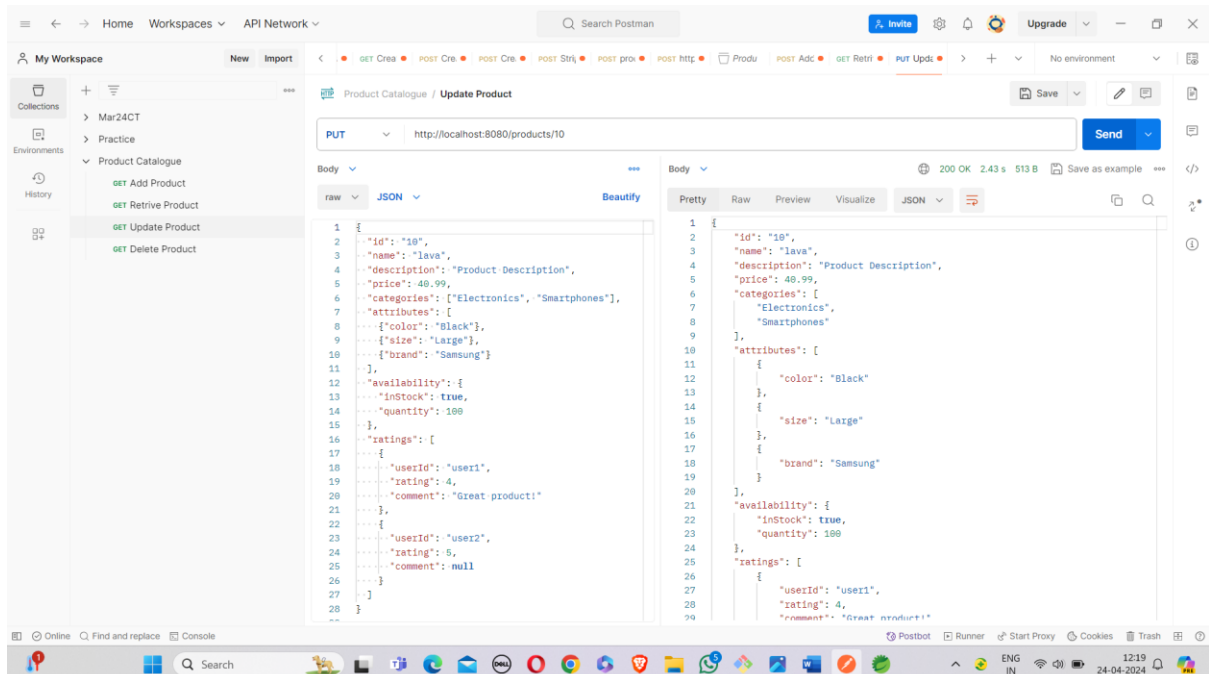 Home Workspaces API Network Search Postman Invite Upgrade
My Workspace New Import GET Crea POST Cre. POST Cre. POST Stri POST pro POST http Produ POST Adc GET Retri PUT Upda No environment
Collections
Environments
History
Mar24CT
Practice
Product Catalogue
GET Add Product
GET Retrive Product
GET Update Product
GET Delete Product
HTTP Product Catalogue / Update Product Save
PUT http://localhost:8080/products/10 Send
Body
raw JSON Beautify
1 {
2 "id": "10",
3 "name": "lava",
4 "description": "Product Description",
5 "price": 40.99,
6 "categories": ["Electronics", "Smartphones"],
7 "attributes": [
8 {"color": "Black"},
9 {"size": "Large"},
10 {"brand": "Samsung"}
11 ],
12 "availability": {
13 "inStock": true,
14 "quantity": 100
15 },
16 "ratings": [
17 {
18 "userId": "user1",
19 "rating": 4,
20 "comment": "Great product!"
21 },
22 {
23 "userId": "user2",
24 "rating": 5,
25 "comment": null
26 }
27 ]
28 }
Body 200 OK 2.43 s 513 B Save as example
Pretty Raw Preview Visualize JSON
1 {
2 "id": "10",
3 "name": "lava",
4 "description": "Product Description",
5 "price": 40.99,
6 "categories": [
7 "Electronics",
8 "Smartphones"
9 ],
10 "attributes": [
11 {
12 "color": "Black"
13 },
14 {
15 "size": "Large"
16 },
17 {
18 "brand": "Samsung"
19 }
20 ],
21 "availability": {
22 "inStock": true,
23 "quantity": 100
24 },
25 "ratings": [
26 {
27 "userId": "user1",
28 "rating": 4,
29 "comment": "Great product!"
Online Find and replace Console Postbot Runner Start Proxy Cookies Trash
1 Search DELL ENG 12:19
IN 24-04-2024